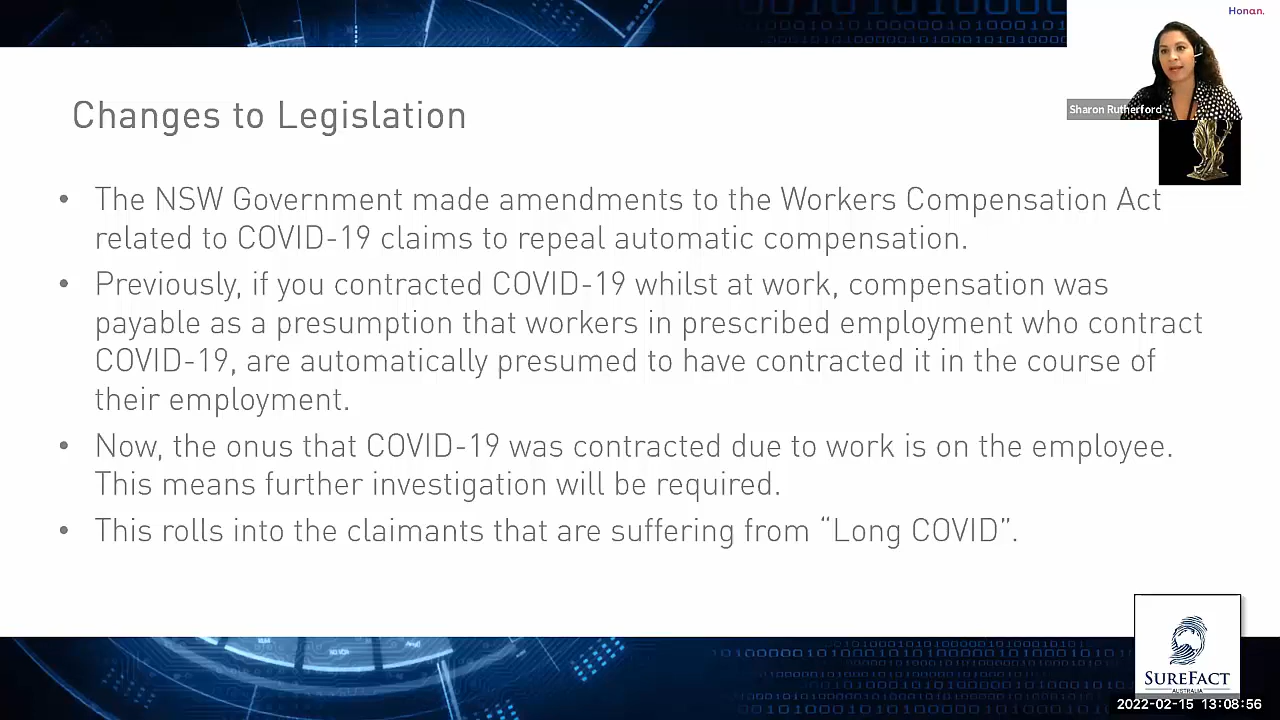 Honan.
Sharon Rutherford
Changes to Legislation
• The NSW Government made amendments to the Workers Compensation Act
related to COVID-19 claims to repeal automatic compensation.
• Previously, if you contracted COVID-19 whilst at work, compensation was
payable as a presumption that workers in prescribed employment who contract
COVID-19, are automatically presumed to have contracted it in the course of
their employment.
• Now, the onus that COVID-19 was contracted due to work is on the employee.
This means further investigation will be required.
• This rolls into the claimants that are suffering from “Long COVID”.
SUREFACT
AUSTRALIA
2022-02-15 13:08:56